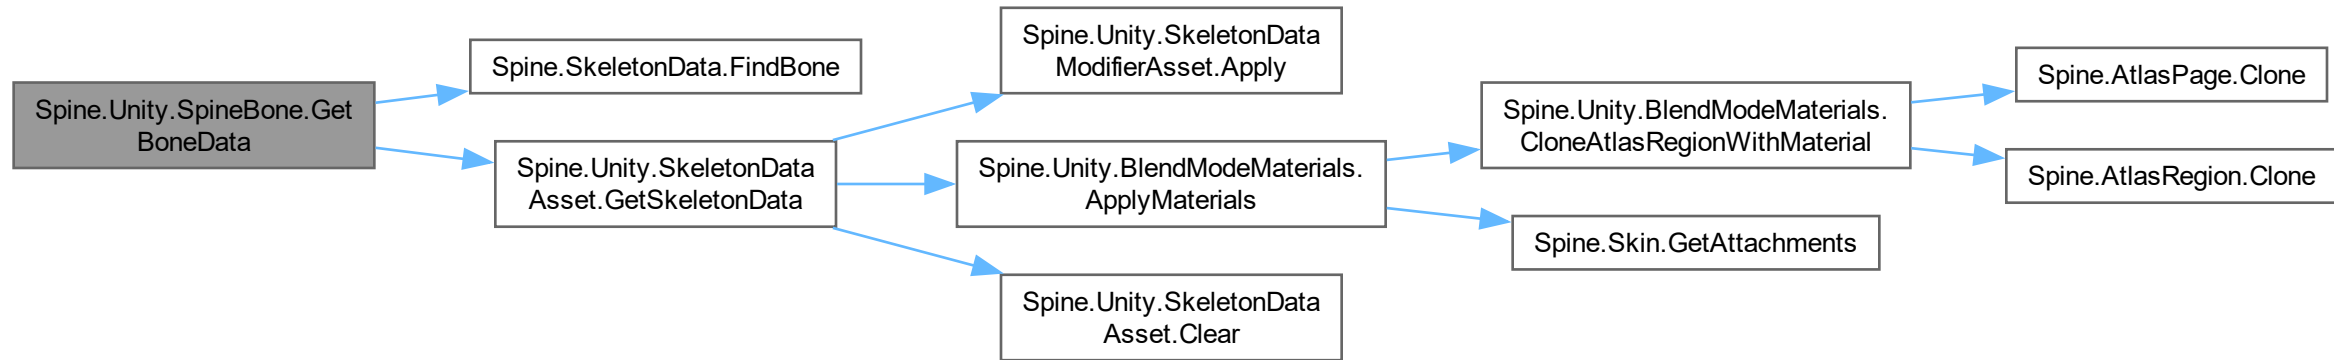 Spine.Unity.SpineBone.Get
BoneData
Spine.SkeletonData.FindBone
Spine.Unity.SkeletonData
Asset.GetSkeletonData
Spine.Unity.SkeletonData
ModifierAsset.Apply
Spine.Unity.BlendModeMaterials.
ApplyMaterials
Spine.Unity.SkeletonData
Asset.Clear
Spine.Unity.BlendModeMaterials.
CloneAtlasRegionWithMaterial
Spine.Skin.GetAttachments
Spine.AtlasPage.Clone
Spine.AtlasRegion.Clone